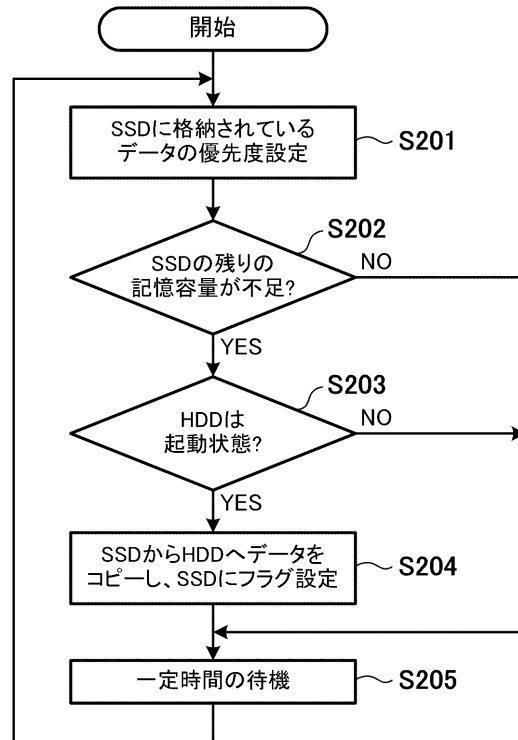 開始
SSDに格納されている
データの優先度設定
S201
S202
SSDの残りの
記憶容量が不足?
NO
YES
S203
HDDは
起動状態?
NO
YES
SSDからHDDへデータを
コピーし、SSDにフラグ設定
S204
一定時間の待機
S205